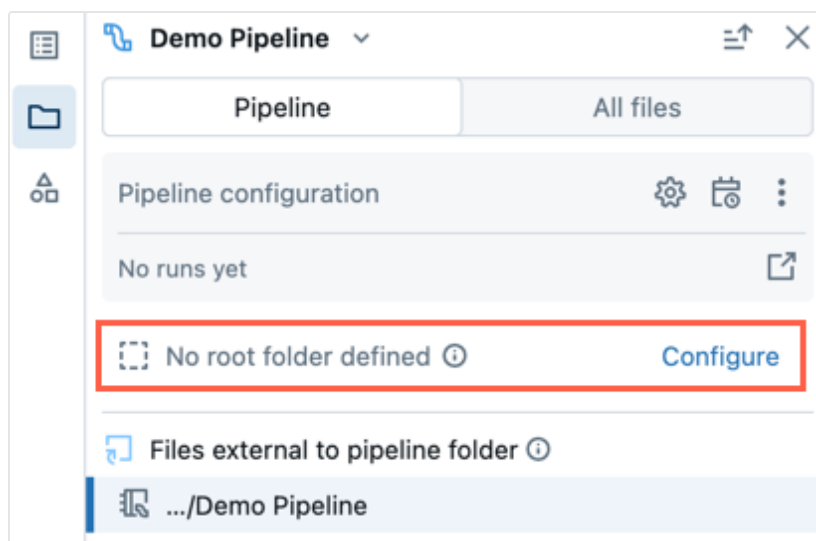 Demo Pipeline
Pipeline All files
Pipeline configuration
No runs yet
No root folder defined Configure
Files external to pipeline folder
.../Demo Pipeline